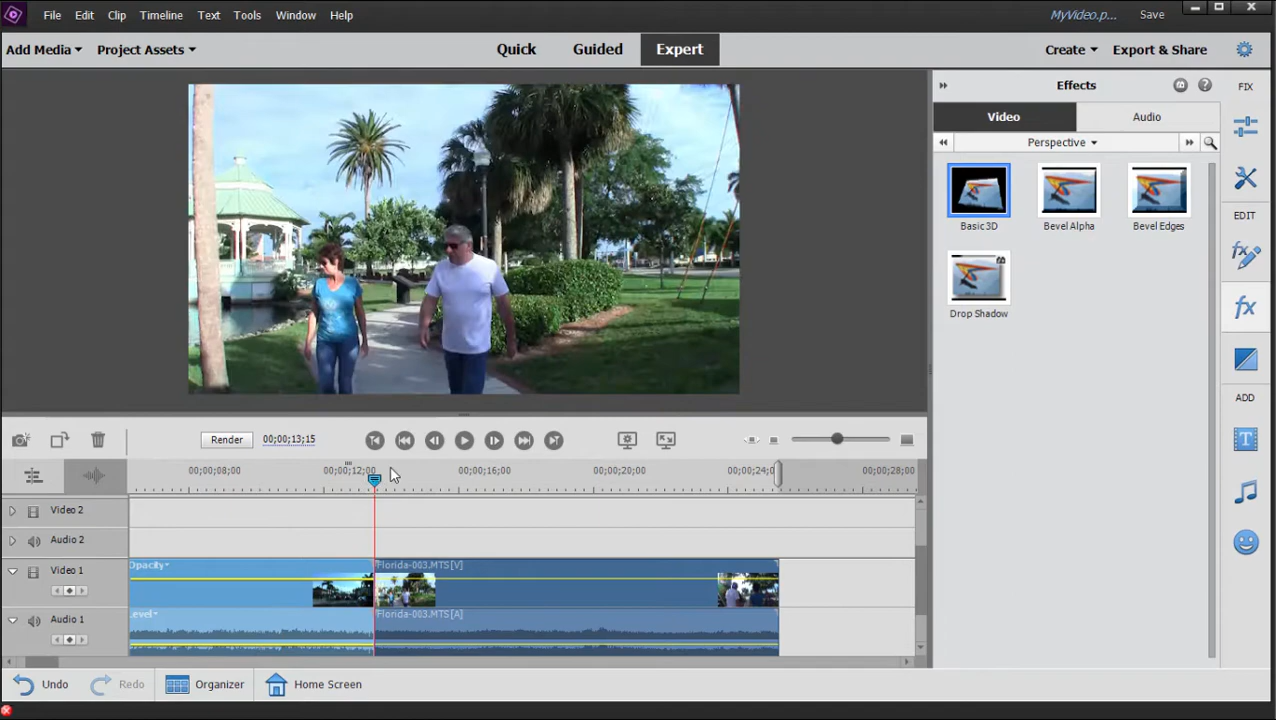 File Edit Clip Timeline Text Tools Window Help MyVideo.p... Save
Add Media Project Assets Quick Guided Expert Create Export & Share
Effects FIX
Video Audio
Perspective
Basic 3D Bevel Alpha Bevel Edges
EDIT
Drop Shadow
ADD
Render 00;00;13;15
00;00;08;00 00;00;12;00 00;00;16;00 00;00;20;00 00;00;24;0 00;00;28;00
Video 2
Audio 2
Video 1 Opacity Florida-003.MTS[V]
Audio 1 Level Florida-003.MTS[A]
Undo Redo Organizer Home Screen